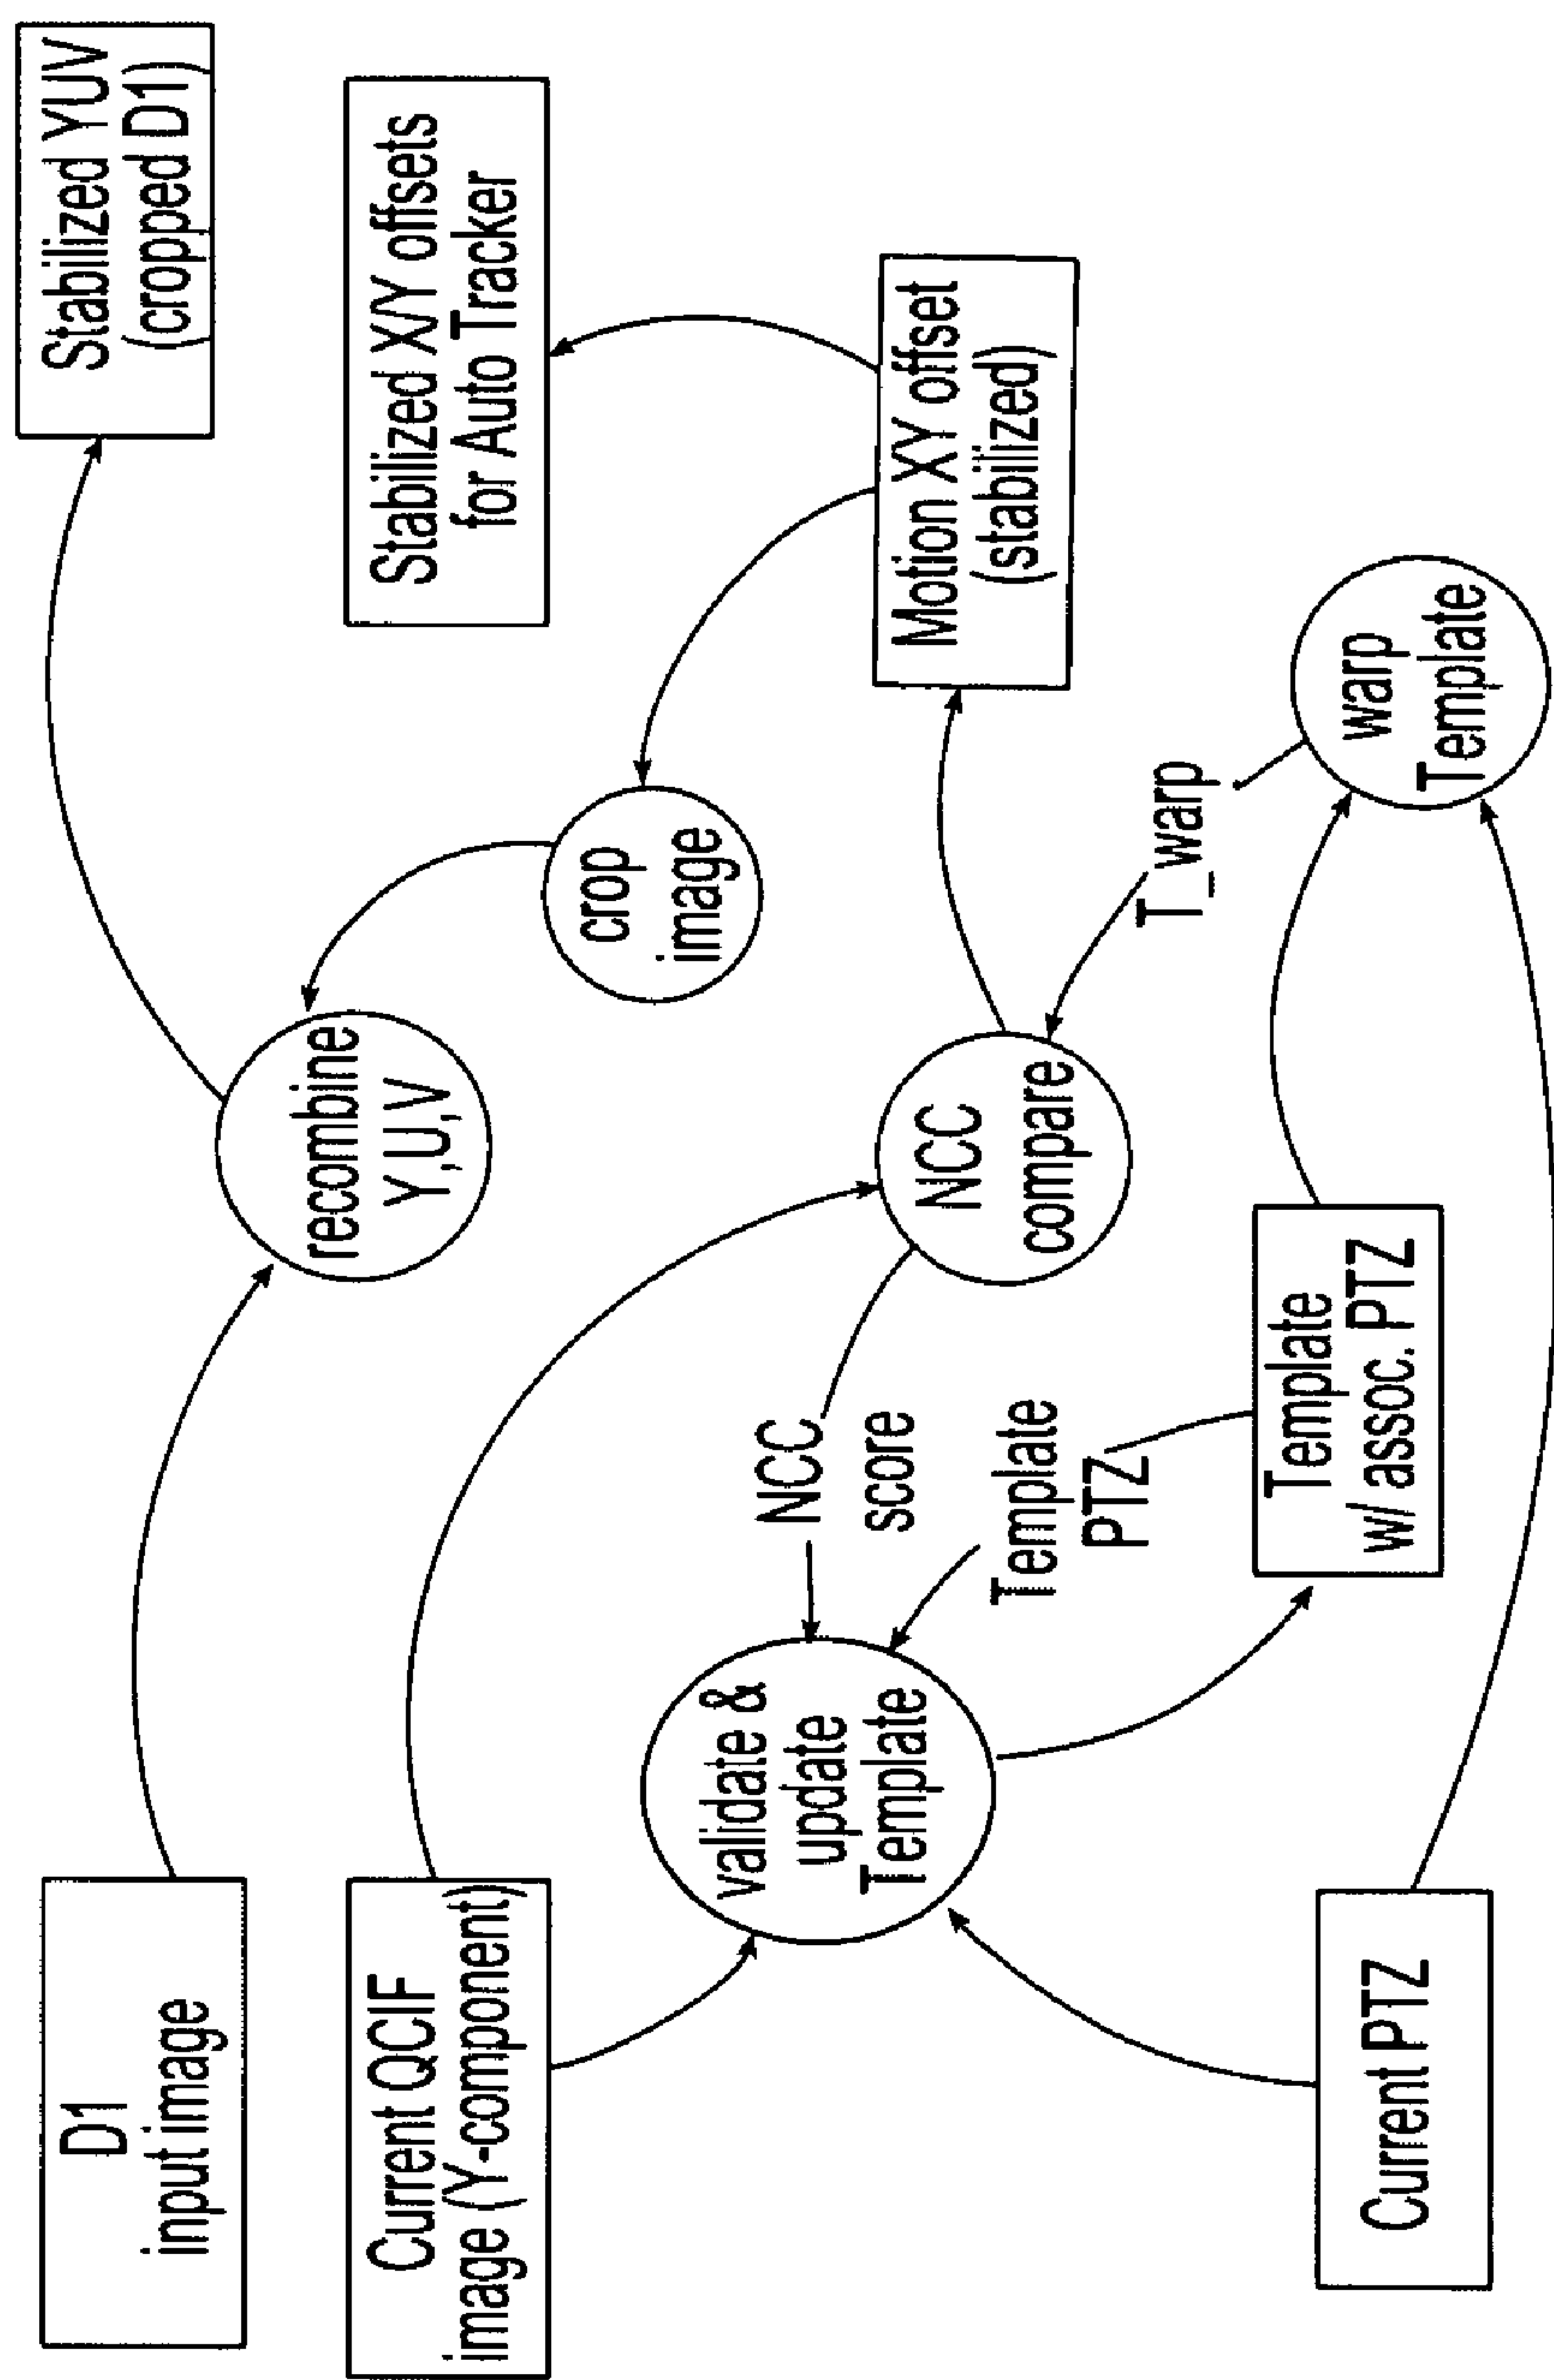 D1
input image
Current QCIF
image (Y-component)
Current PTZ
validate &
update
Template
NCC
score
Template
PTZ
Template
w/ assoc. PTZ
recombine
Y,U,V
NCC
compare
crop
image
T_warp
warp
Template
Motion XY offset
(stabilized)
Stabilized X/Y offsets
for Auto Tracker
Stabilized YUV
(cropped D1)